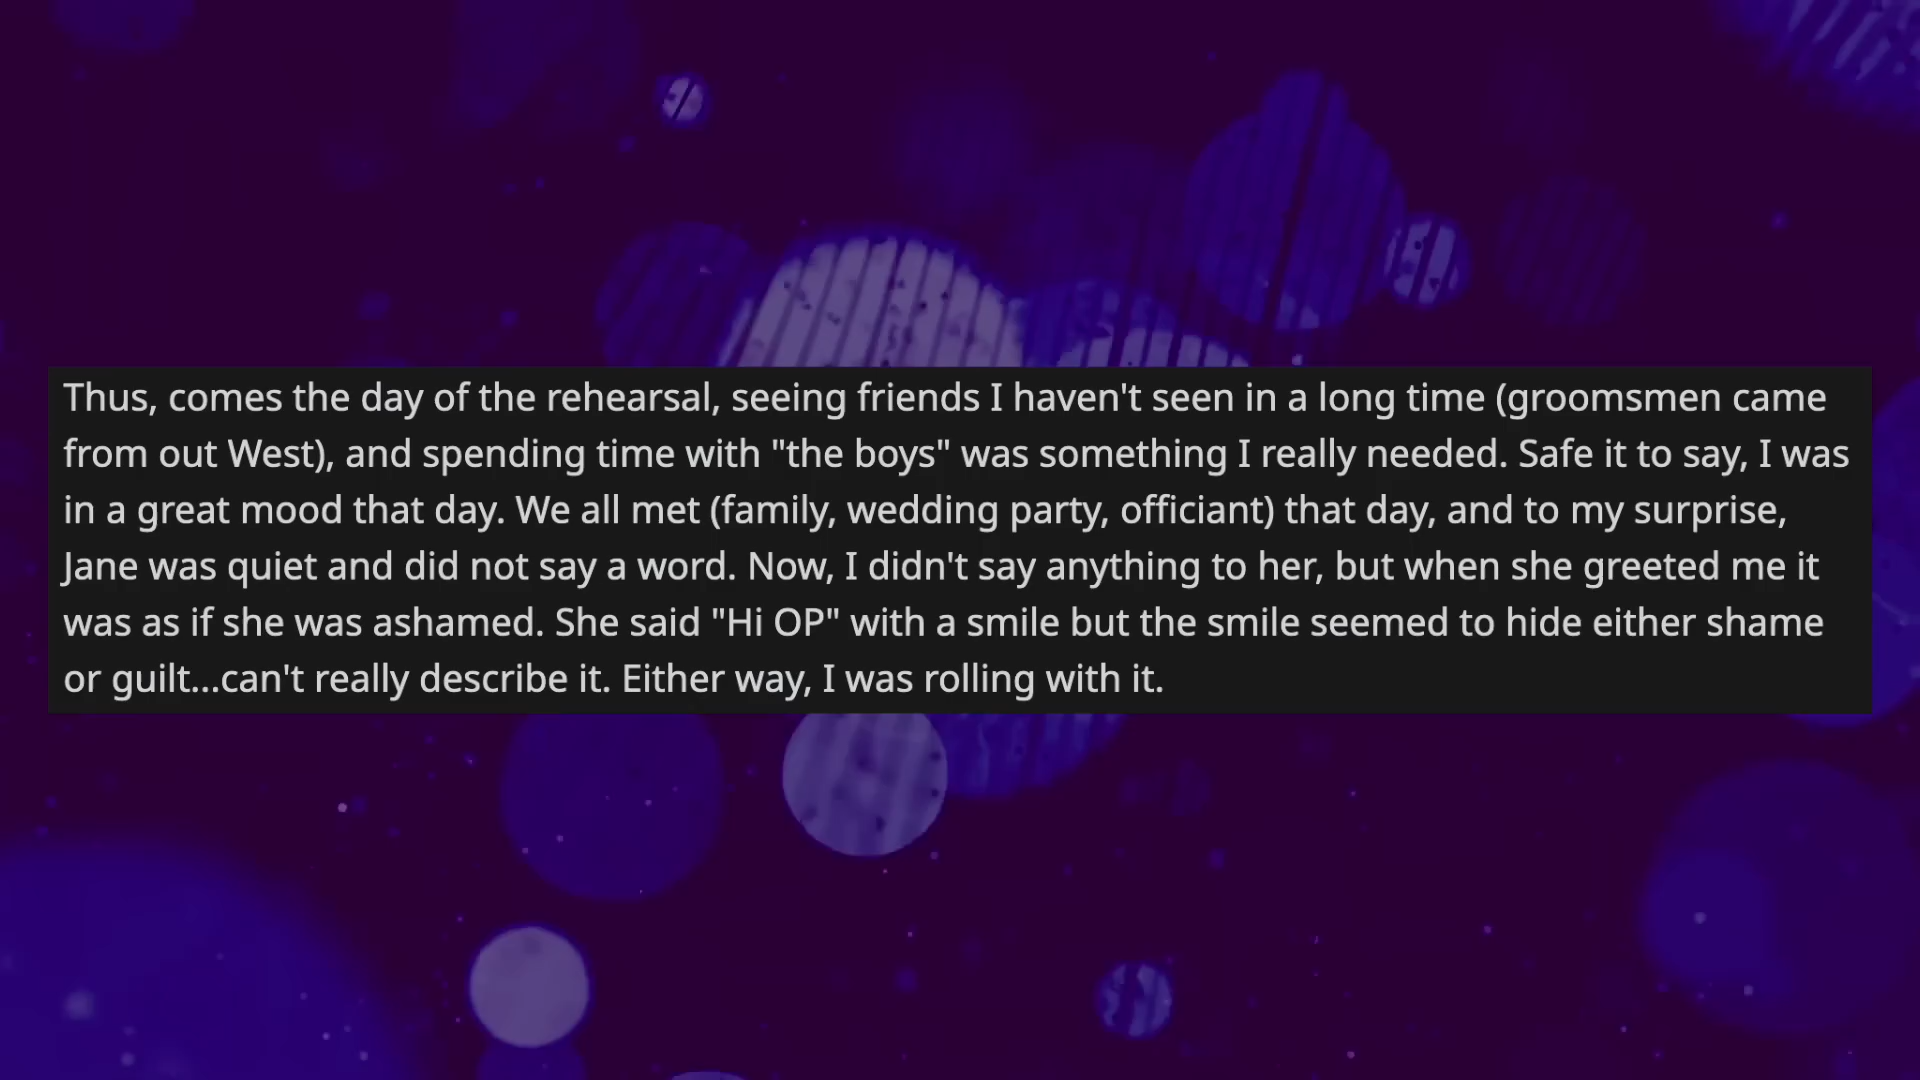 Thus, comes the day of the rehearsal, seeing friends I haven't seen in a long time (groomsmen came
from out West), and spending time with "the boys" was something I really needed. Safe it to say, I was
in a great mood that day. We all met (family, wedding party, officiant) that day, and to my surprise,
Jane was quiet and did not say a word. Now, I didn't say anything to her, but when she greeted me it
was as if she was ashamed. She said "Hi OP" with a smile but the smile seemed to hide either shame
or guilt...can't really describe it. Either way, I was rolling with it.